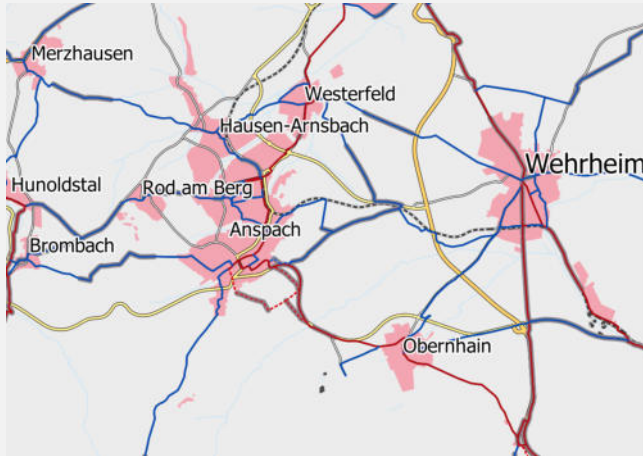 Merzhausen
Westerfeld
Hausen-Arnsbach
Wehrheim
Hunoldstal
Rod am Berg
Anspach
Brombach
Obernhain